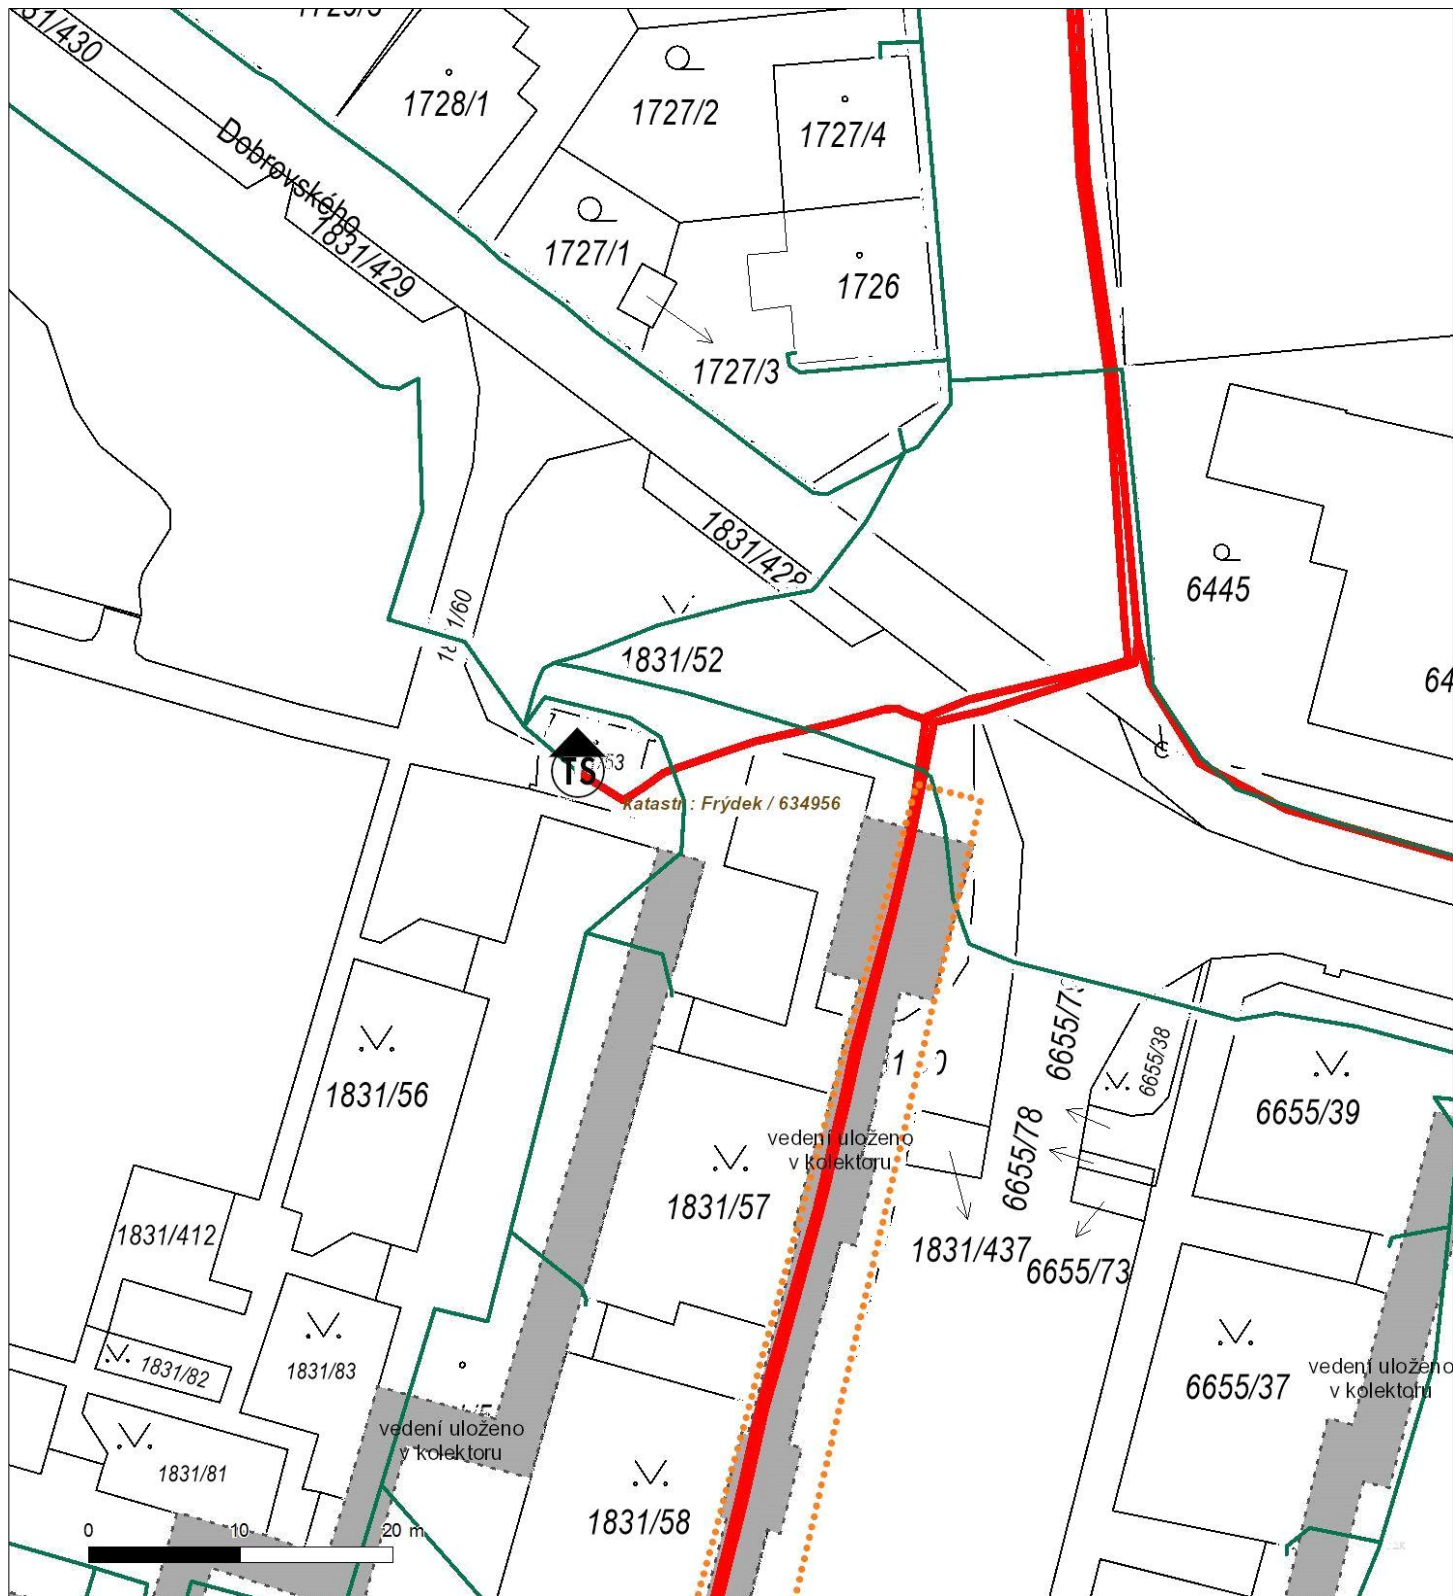 1728/1
1727/2
1727/4
Dobrovského
1831/429
1727/1
1726
1727/3
1831/428
6445
1831/52
TS
Frýdek / 634956
1831/56
6655/38
6655/39
vedení uloženo
v kolektoru
6655/78
1831/57
1831/412
1831/437
6655/73
1831/82
1831/83
vedení uloženo
v kolektoru
6655/37
vedení uloženo
v kolektoru
1831/81
1831/58
0 10 20 m